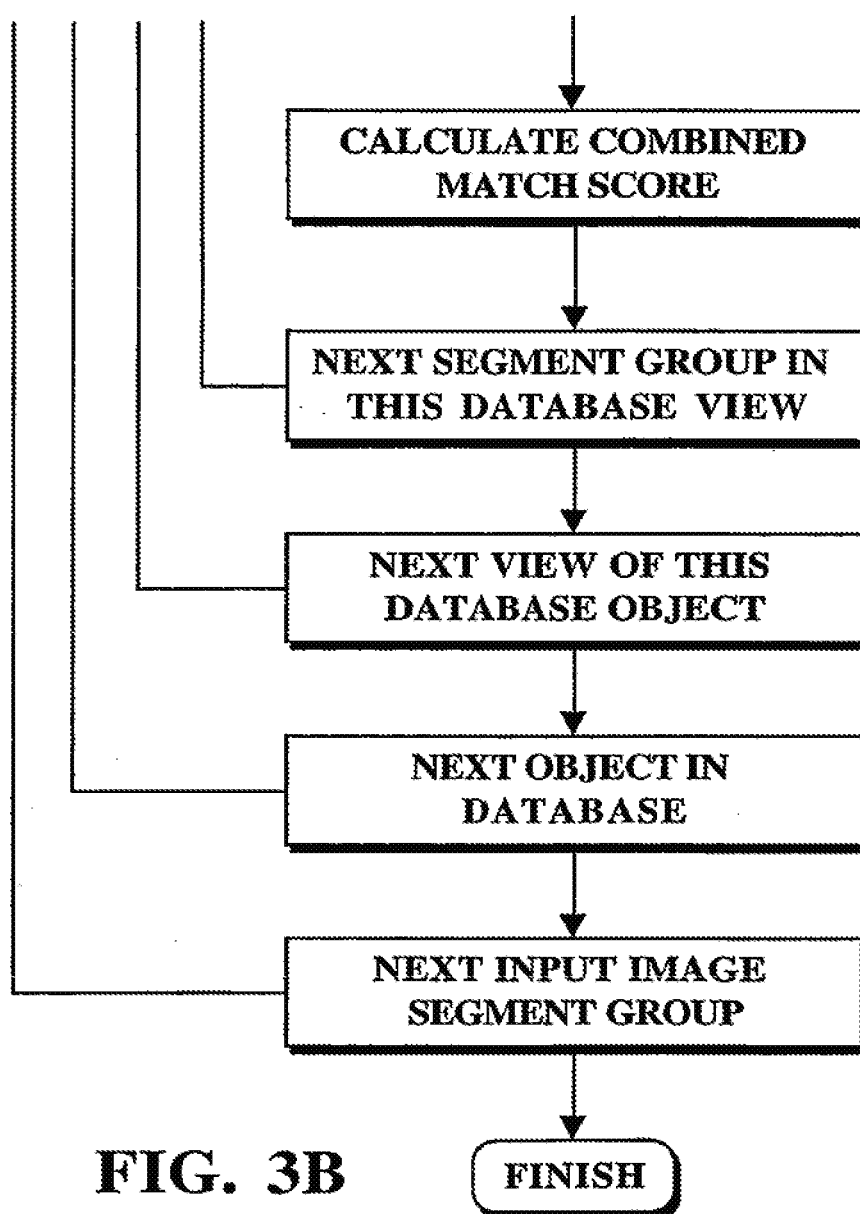 CALCULATE COMBINED
MATCH SCORE
NEXT SEGMENT GROUP IN
THIS DATABASE VIEW
NEXT VIEW OF THIS
DATABASE OBJECT
NEXT OBJECT IN
DATABASE
NEXT INPUT IMAGE
SEGMENT GROUP
FINISH
FIG. 3B